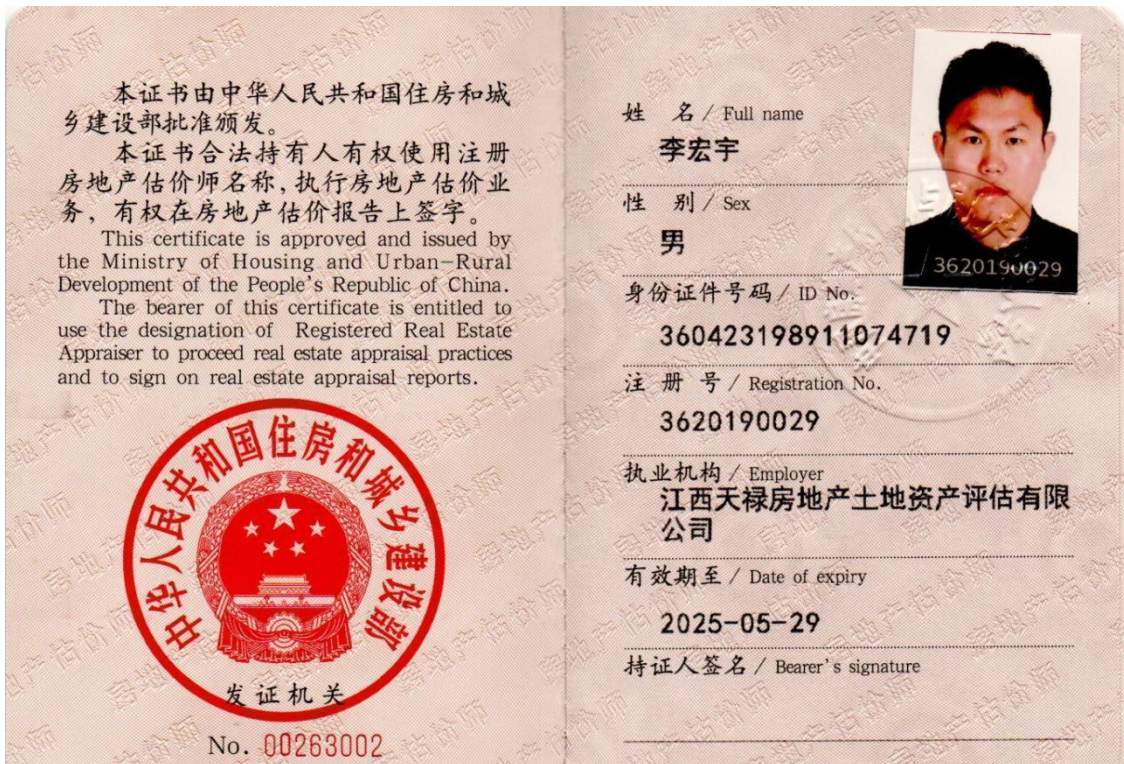 本证书由中华人民共和国住房和城
乡建设部批准颁发。
本证书合法持有人有权使用注册
房地产估价师名称，执行房地产估价业
务，有权在房地产估价报告上签字。
This certificate is approved and issued by
the Ministry of Housing and Urban-Rural
Development of the People's Republic of China.
The bearer of this certificate is entitled to
use the designation of Registered Real Estate
Appraiser to proceed real estate appraisal practices
and to sign on real estate appraisal reports.
中华人民共和国住房和城乡建设部
发证机关
No. 00263002
姓 名 / Full name
李宏宇
性 别 / Sex
男
3620190029
身份证件号码 / ID No.
360423198911074719
注 册 号 / Registration No.
3620190029
执业机构 / Employer
江西天禄房地产土地资产评估有限
公司
有效期至 / Date of expiry
2025-05-29
持证人签名 / Bearer's signature